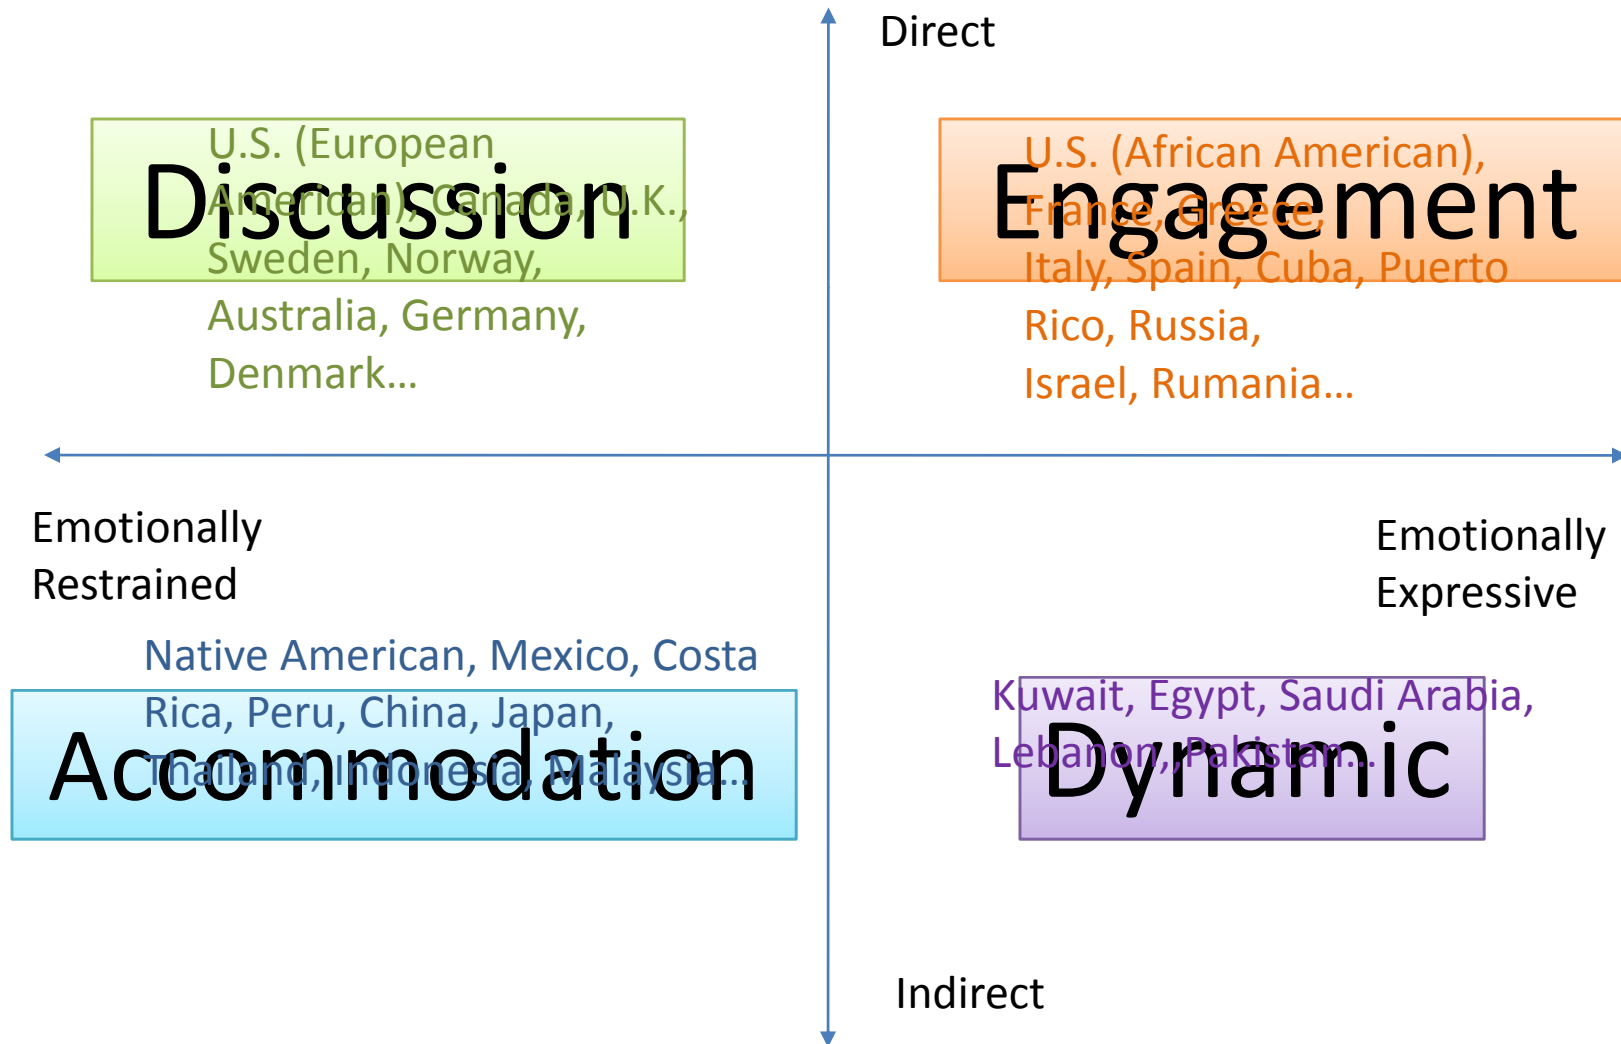 Direct
Discussion
U.S. (European
American), Canada, U.K.,
Sweden, Norway,
Australia, Germany,
Denmark…
Engagement
U.S. (African American),
France, Greece,
Italy, Spain, Cuba, Puerto
Rico, Russia,
Israel, Rumania…
Emotionally
Restrained
Emotionally
Expressive
Accommodation
Native American, Mexico, Costa
Rica, Peru, China, Japan,
Thailand, Indonesia, Malaysia…
Dynamic
Kuwait, Egypt, Saudi Arabia,
Lebanon,,Pakistan…
Indirect